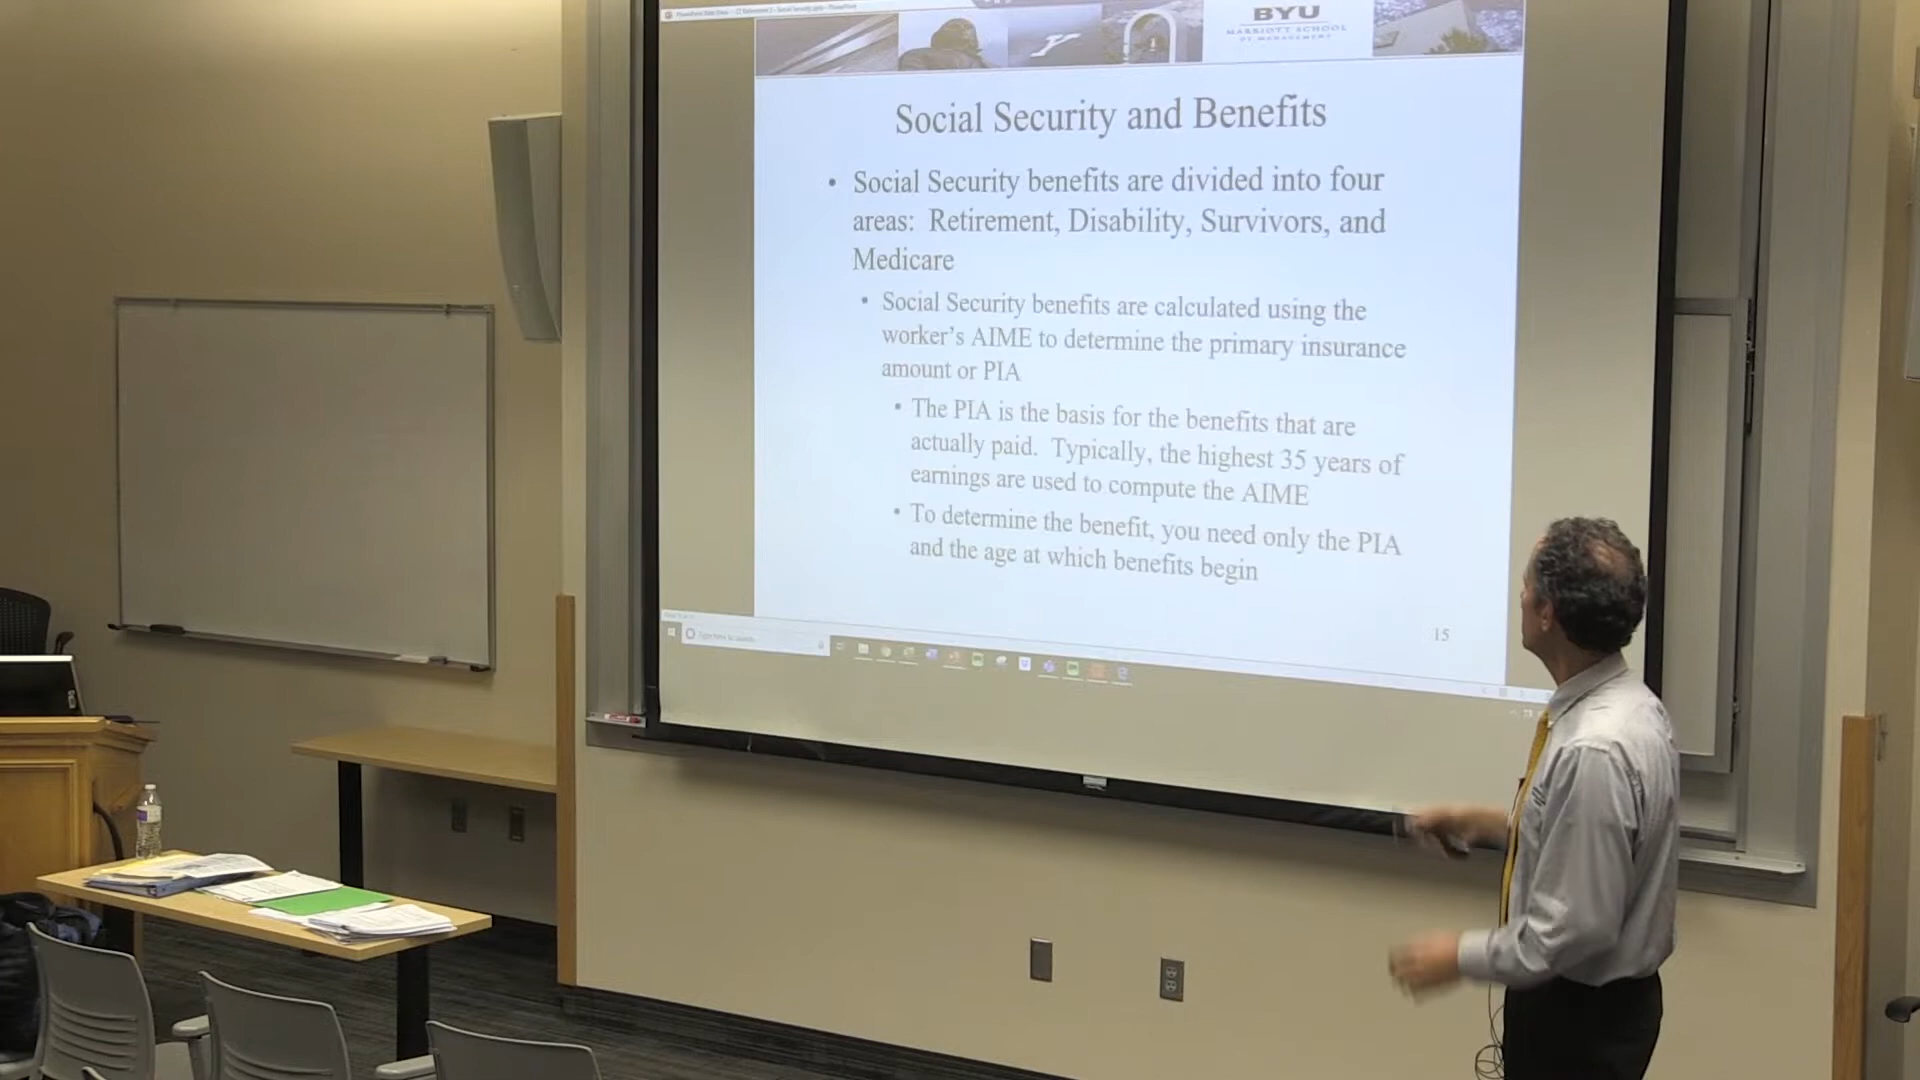 BYU
MARRIOTT SCHOOL
OF MANAGEMENT
Social Security and Benefits
• Social Security benefits are divided into four
areas: Retirement, Disability, Survivors, and
Medicare
• Social Security benefits are calculated using the
worker's AIME to determine the primary insurance
amount or PIA
• The PIA is the basis for the benefits that are
actually paid. Typically, the highest 35 years of
earnings are used to compute the AIME
• To determine the benefit, you need only the PIA
and the age at which benefits begin
15
Type here to search